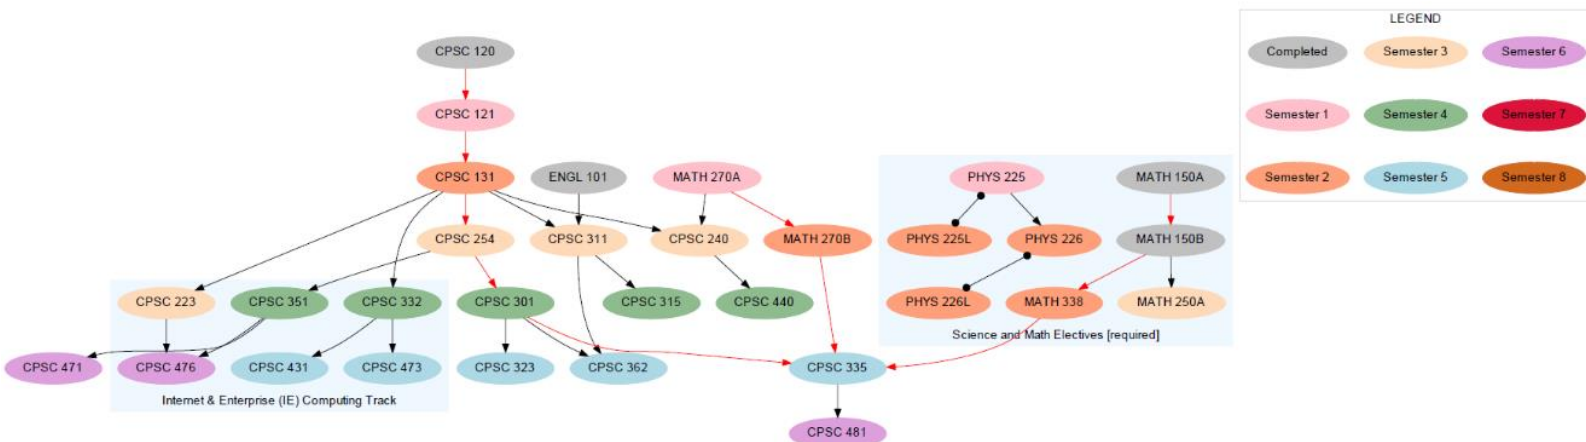 LEGEND
CPSC 120
Completed
Semester 3
Semester 6
CPSC 121
Semester 1
Semester 4
Semester 7
CPSC 131
ENGL 101
MATH 270A
PHYS 225
MATH 150A
Semester 2
Semester 5
Semester 8
CPSC 254
CPSC 311
CPSC 240
MATH 270B
PHYS 225L
PHYS 226
MATH 150B
CPSC 223
CPSC 351
CPSC 332
CPSC 301
CPSC 315
CPSC 440
PHYS 226L
MATH 338
MATH 250A
Science and Math Electives [required]
CPSC 471
CPSC 476
CPSC 431
CPSC 473
CPSC 323
CPSC 362
CPSC 335
Internet & Enterprise (IE) Computing Track
CPSC 481